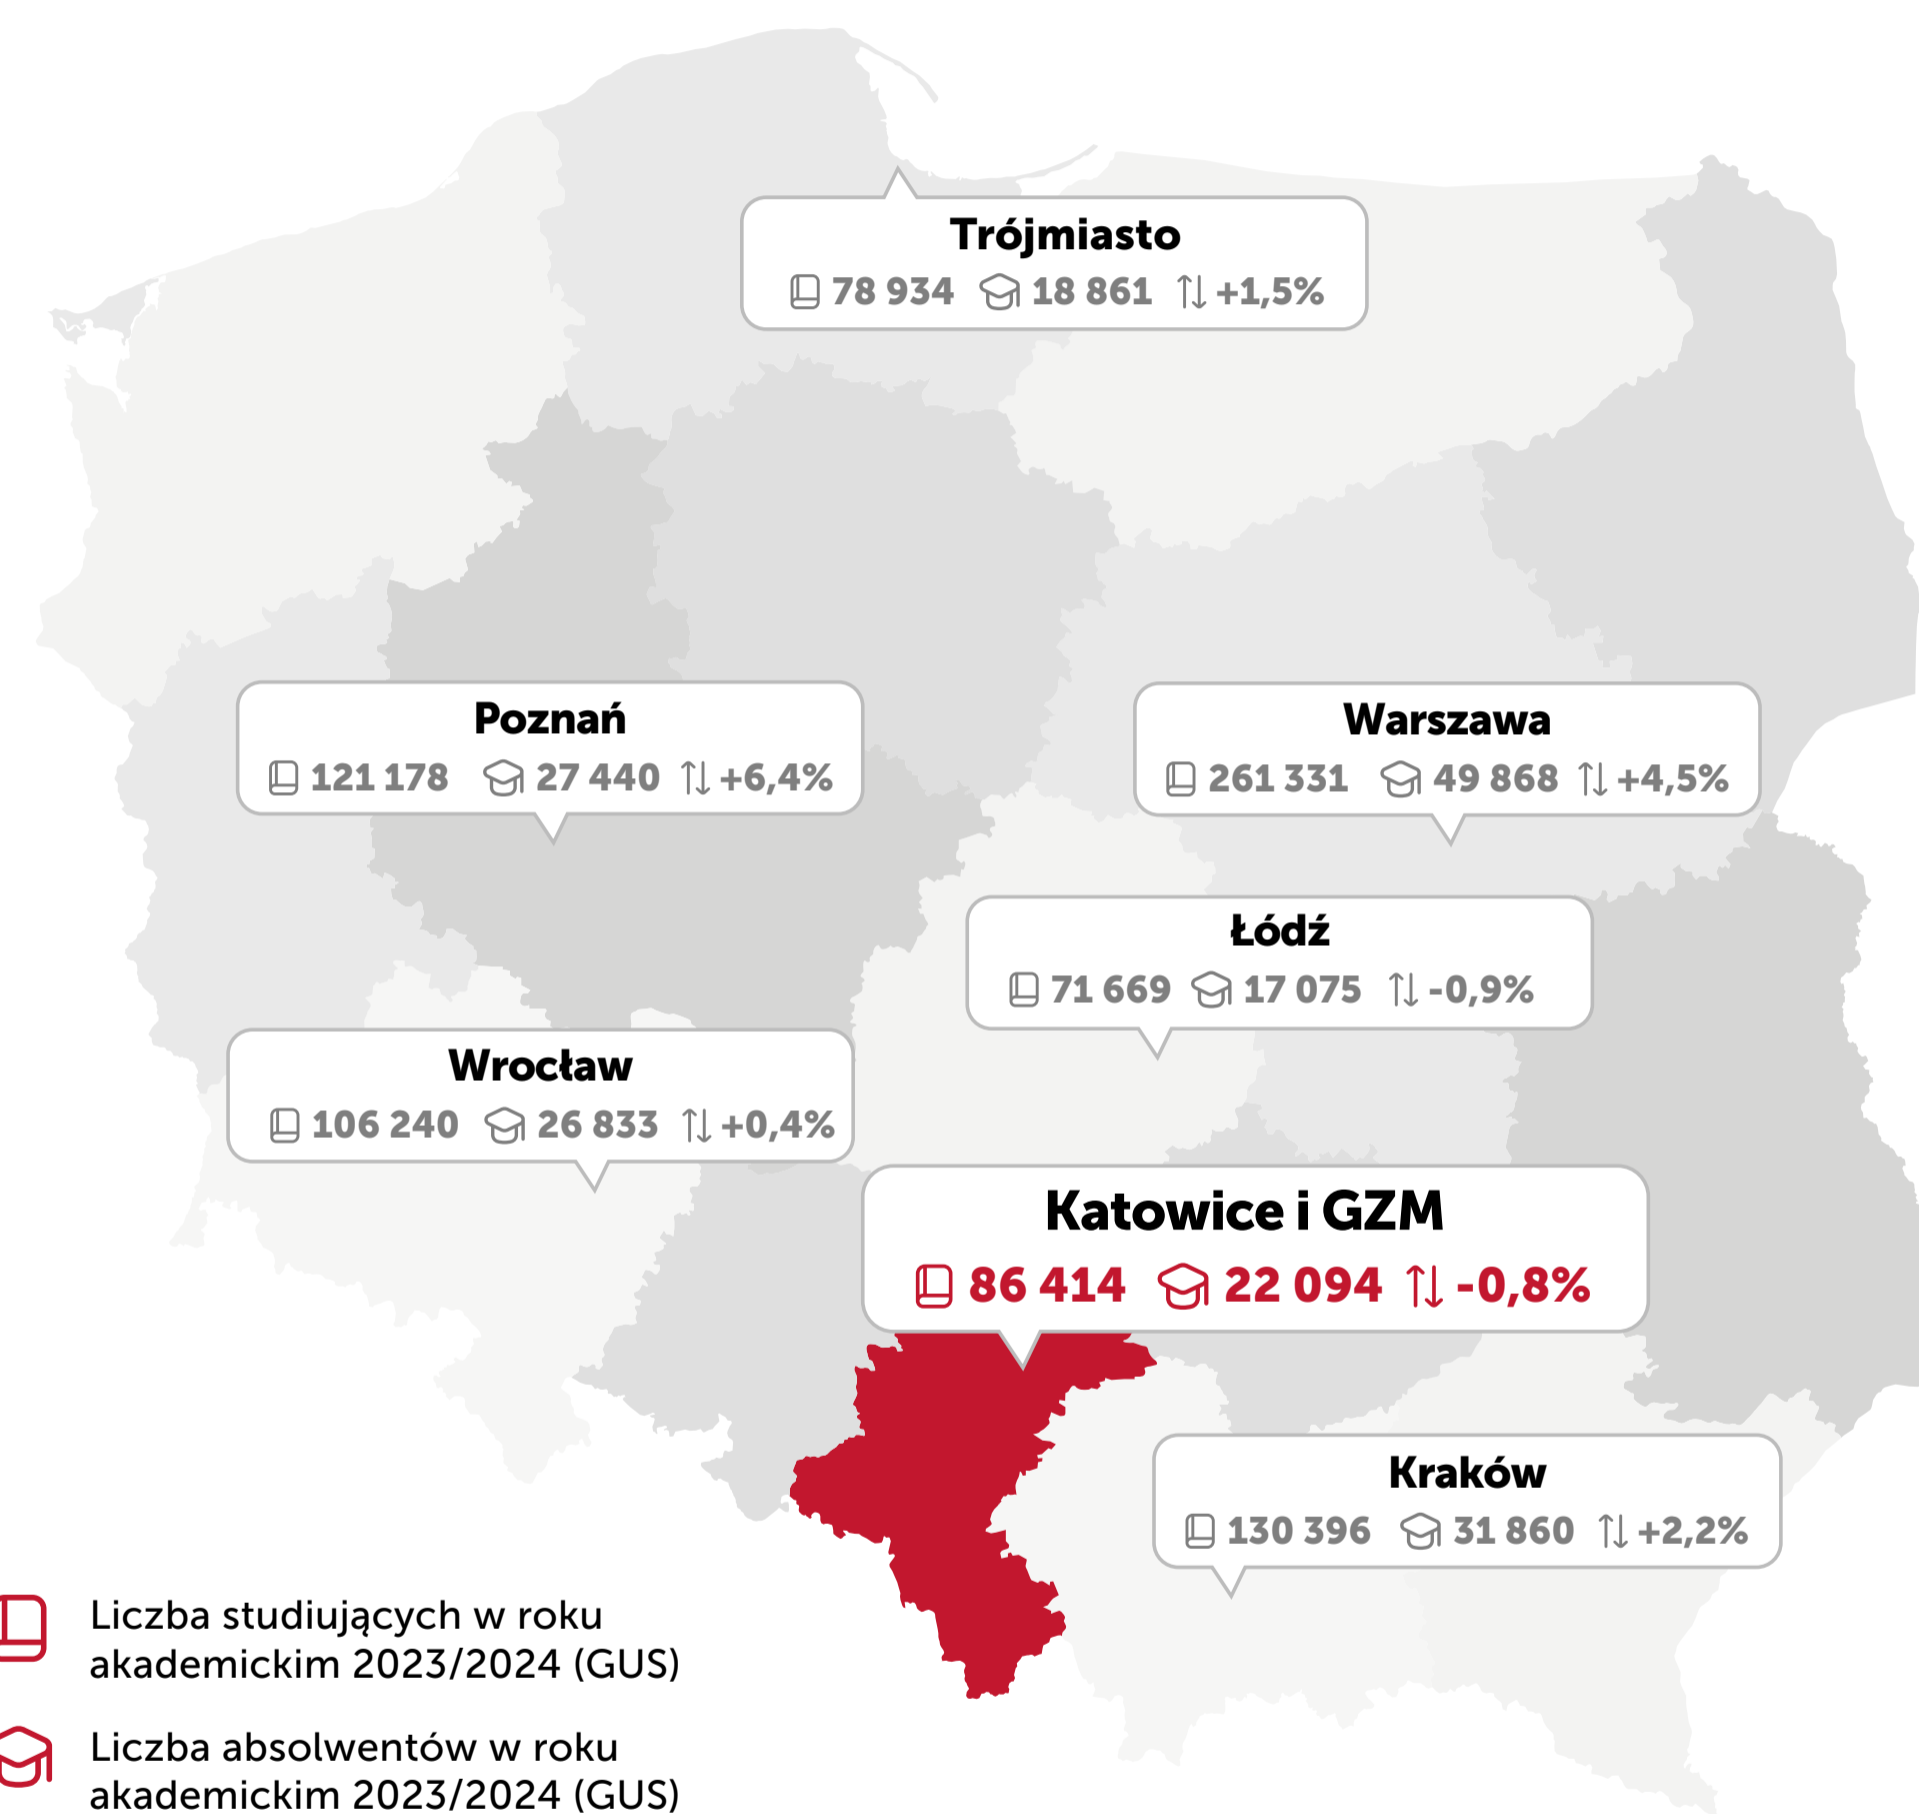 Trójmiasto
78 934 18 861 +1,5%
Poznań
121 178 27 440 +6,4%
Warszawa
261 331 49 868 +4,5%
Łódź
71 669 17 075 -0,9%
Wrocław
106 240 26 833 +0,4%
Katowice i GZM
86 414 22 094 -0,8%
Kraków
130 396 31 860 +2,2%
Liczba studiujących w roku
akademickim 2023/2024 (GUS)
Liczba absolwentów w roku
akademickim 2023/2024 (GUS)